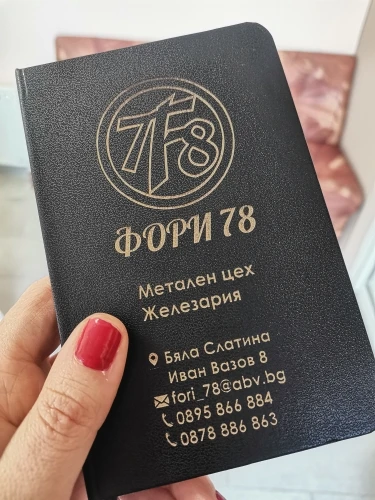 7F8
ФОРИ 78
Метален цех
Железария
Бяла Слатина
Иван Вазов 8
fori_78@abv.bg
0895 866 884
0878 886 863